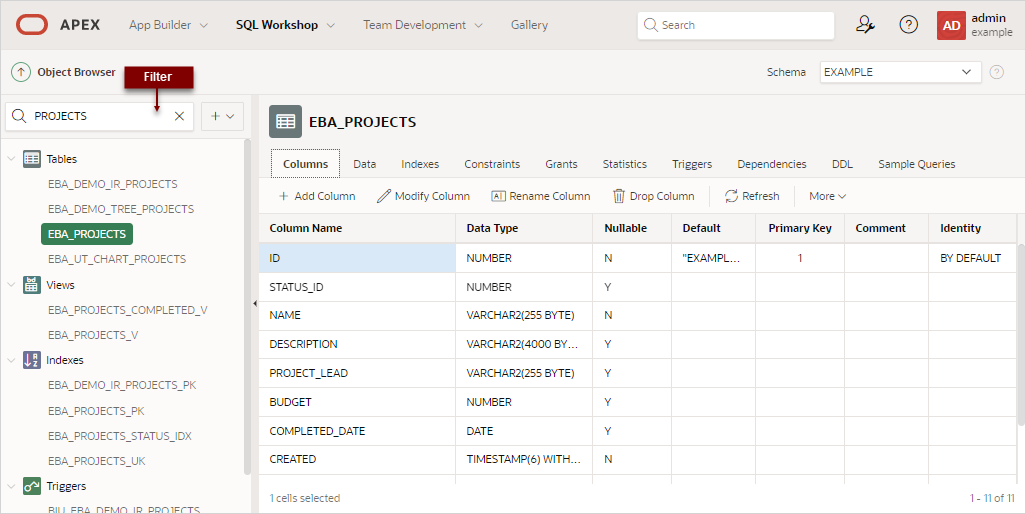 APEX App Builder SQL Workshop Team Development Gallery Search AD admin
example
Object Browser Filter Schema EXAMPLE
PROJECTS
Tables
EBA_DEMO_IR_PROJECTS
EBA_DEMO_TREE_PROJECTS
EBA_PROJECTS
EBA_UT_CHART_PROJECTS
Views
EBA_PROJECTS_COMPLETED_V
EBA_PROJECTS_V
Indexes
EBA_DEMO_IR_PROJECTS_PK
EBA_PROJECTS_PK
EBA_PROJECTS_STATUS_IDX
EBA_PROJECTS_UK
Triggers
BIU_EBA_DEMO_IR_PROJECTS
EBA_PROJECTS
Columns Data Indexes Constraints Grants Statistics Triggers Dependencies DDL Sample Queries
Add Column Modify Column Rename Column Drop Column Refresh More
Column Name Data Type Nullable Default Primary Key Comment Identity
ID NUMBER N "EXAMPL... 1 BY DEFAULT
STATUS_ID NUMBER Y
NAME VARCHAR2(255 BYTE) N
DESCRIPTION VARCHAR2(4000 BY... Y
PROJECT_LEAD VARCHAR2(255 BYTE) Y
BUDGET NUMBER Y
COMPLETED_DATE DATE Y
CREATED TIMESTAMP(6) WITH... N
1 cells selected 1 - 11 of 11